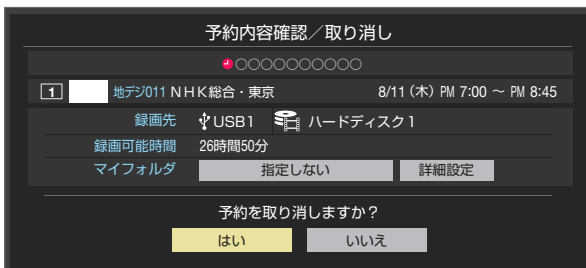 予約内容確認／取り消し
○○○○○○○○○○
1 地デジ011 NHK総合・東京 8/11（木）PM 7:00 ～ PM 8:45
録画先 USB1 ハードディスク1
録画可能時間 26時間50分
マイフォルダ 指定しない 詳細設定
予約を取り消しますか？
はい いいえ